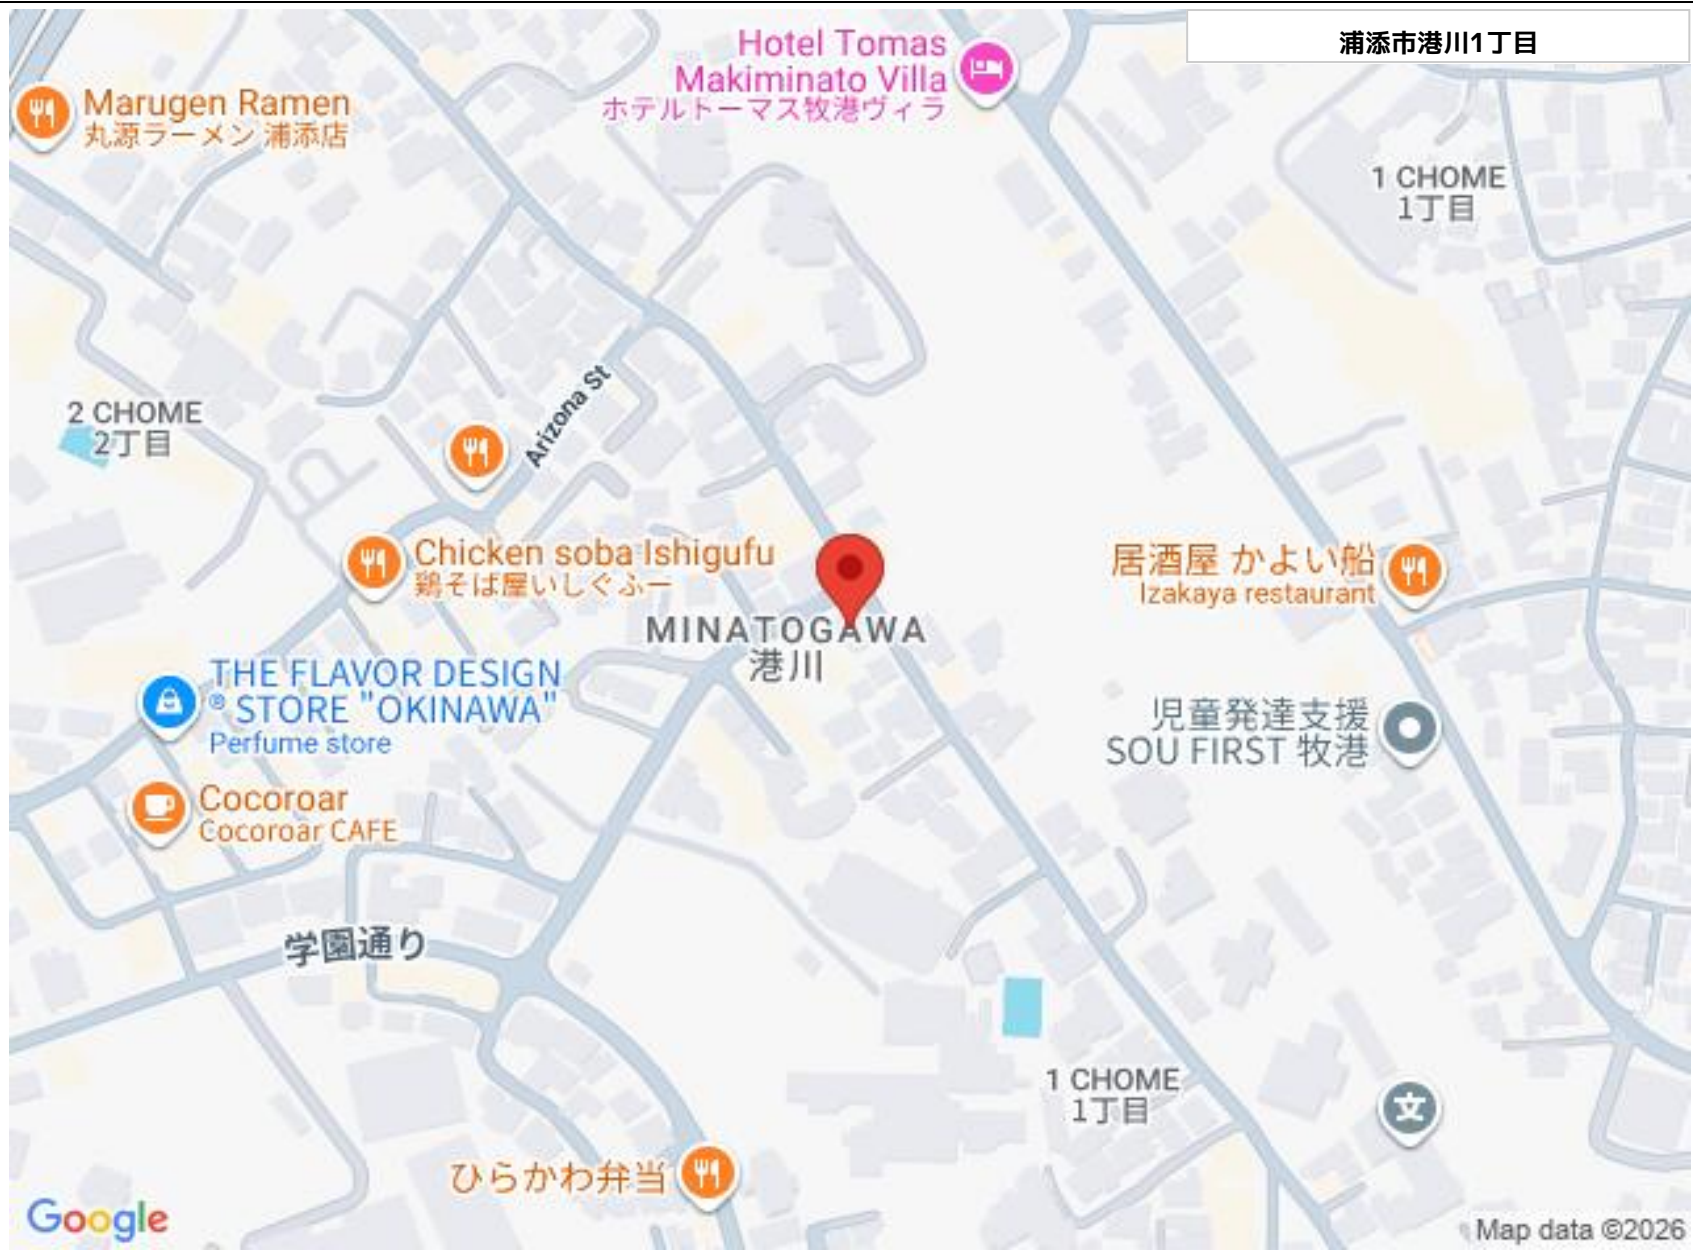 浦添市港川1丁目
Hotel Tomas
Makiminato Villa
ホテルトーマス牧港ヴィラ
Marugen Ramen
丸源ラーメン 浦添店
1 CHOME
1丁目
Arizona St
2 CHOME
2丁目
Chicken soba Ishigufu
鶏そば屋いしぐふー
居酒屋 かよい船
Izakaya restaurant
MINATOGAWA
港川
THE FLAVOR DESIGN
® STORE "OKINAWA"
Perfume store
児童発達支援
SOU FIRST 牧港
Cocoroar
Cocoroar CAFE
学園通り
1 CHOME
1丁目
文
ひらかわ弁当
Google
Map data ©2026